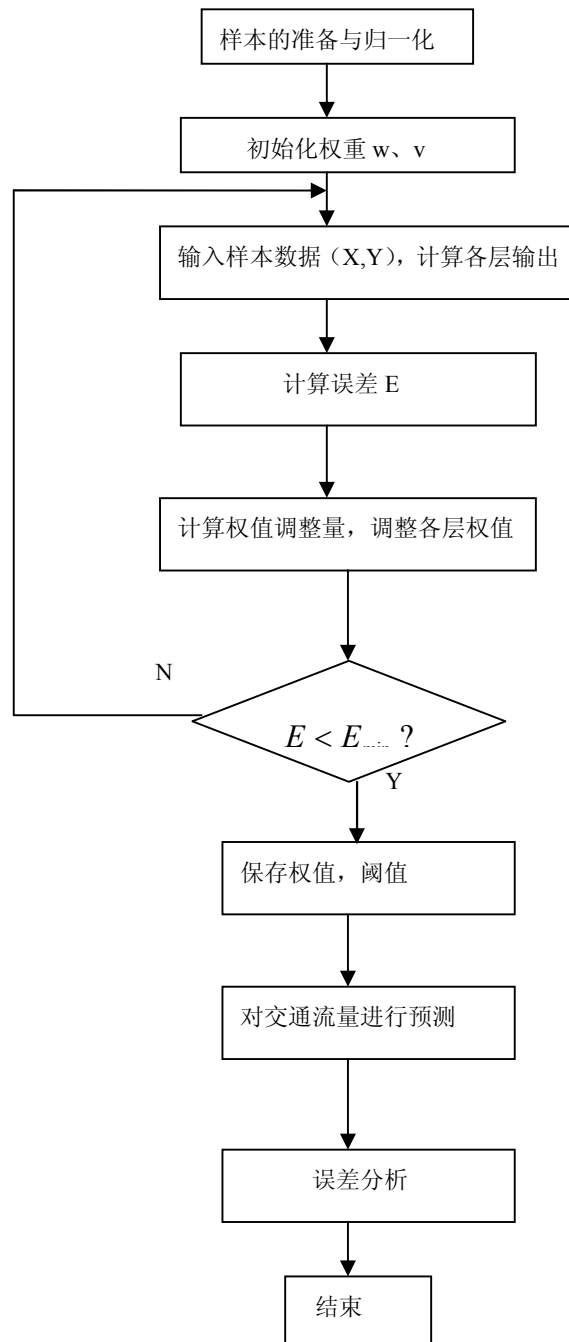 样本的准备与归一化
初始化权重 w、v
输入样本数据（X,Y），计算各层输出
计算误差 E
计算权值调整量，调整各层权值
N
E < E_min ?
Y
保存权值，阈值
对交通流量进行预测
误差分析
结束